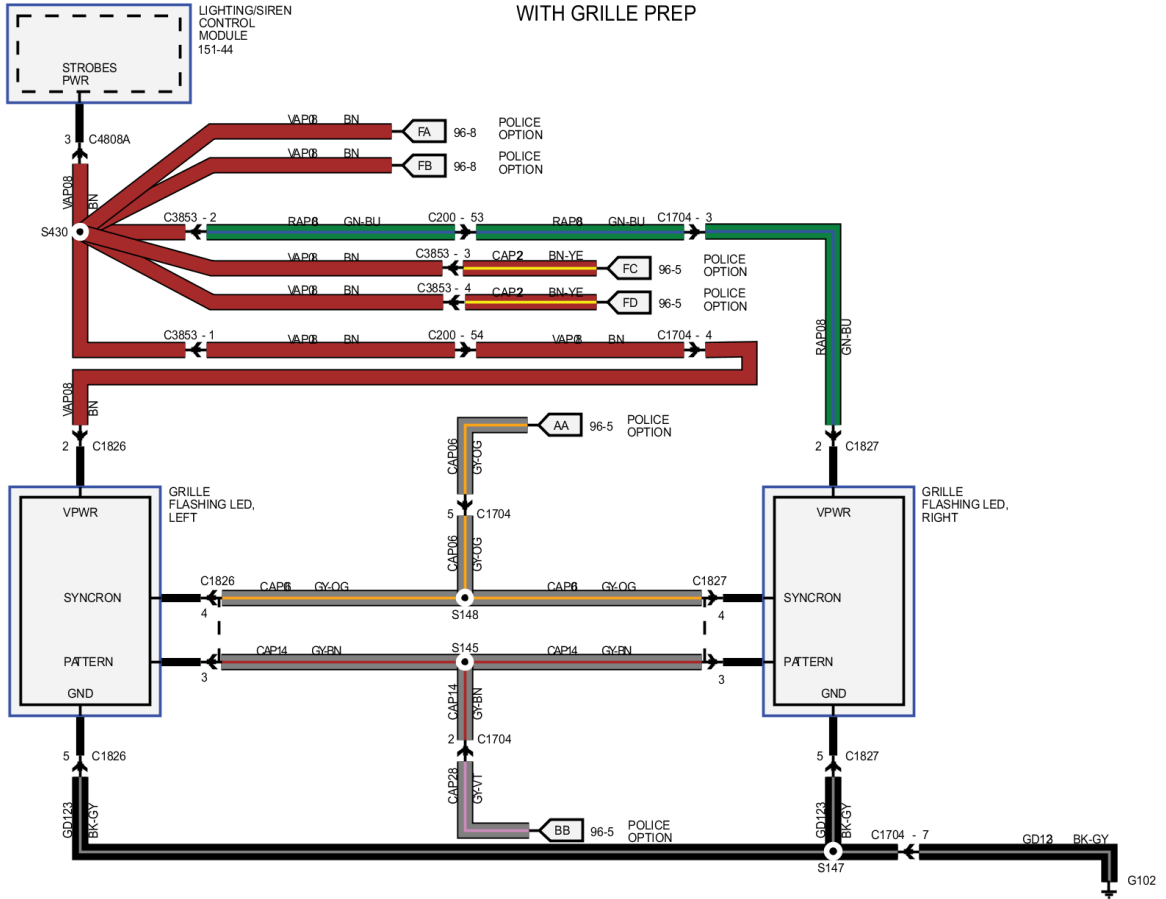 LIGHTING/SIREN
CONTROL
MODULE
151-44
WITH GRILLE PREP
STROBES
PWR
3 C4808A
VAP08 BN
VAP08 BN
FA 96-8 POLICE
OPTION
VAP08 BN
FB 96-8 POLICE
OPTION
S430
C3853 - 2
RAP08 GN-BU
C200 - 53
RAP08 GN-BU
C1704 - 3
VAP08 BN
C3853 - 3
CAP2 BN-YE
FC 96-5 POLICE
OPTION
VAP08 BN
C3853 - 4
CAP2 BN-YE
FD 96-5 POLICE
OPTION
C3853 - 1
VAP08 BN
C200 - 54
VAP08 BN
C1704 - 4
RAP08 GN-BU
VAP08 BN
2 C1826
AA 96-5 POLICE
OPTION
CAP06 GY-OG
2 C1827
GRILLE
FLASHING LED,
LEFT
VPWR
5 C1704
CAP06 GY-OG
GRILLE
FLASHING LED,
RIGHT
VPWR
SYNCRON
C1826
4
CAP06 GY-OG
S148
CAP06 GY-OG
C1827
4
SYNCRON
PATTERN
3
CAP14 GY-BN
S145
CAP14 GY-BN
3
PATTERN
GND
CAP14 GY-BN
GND
2 C1704
5 C1826
5 C1827
CAP28 GY-VT
GD123 BK-GY
BB 96-5 POLICE
OPTION
GD123 BK-GY
C1704 - 7
GD123 BK-GY
S147
G102